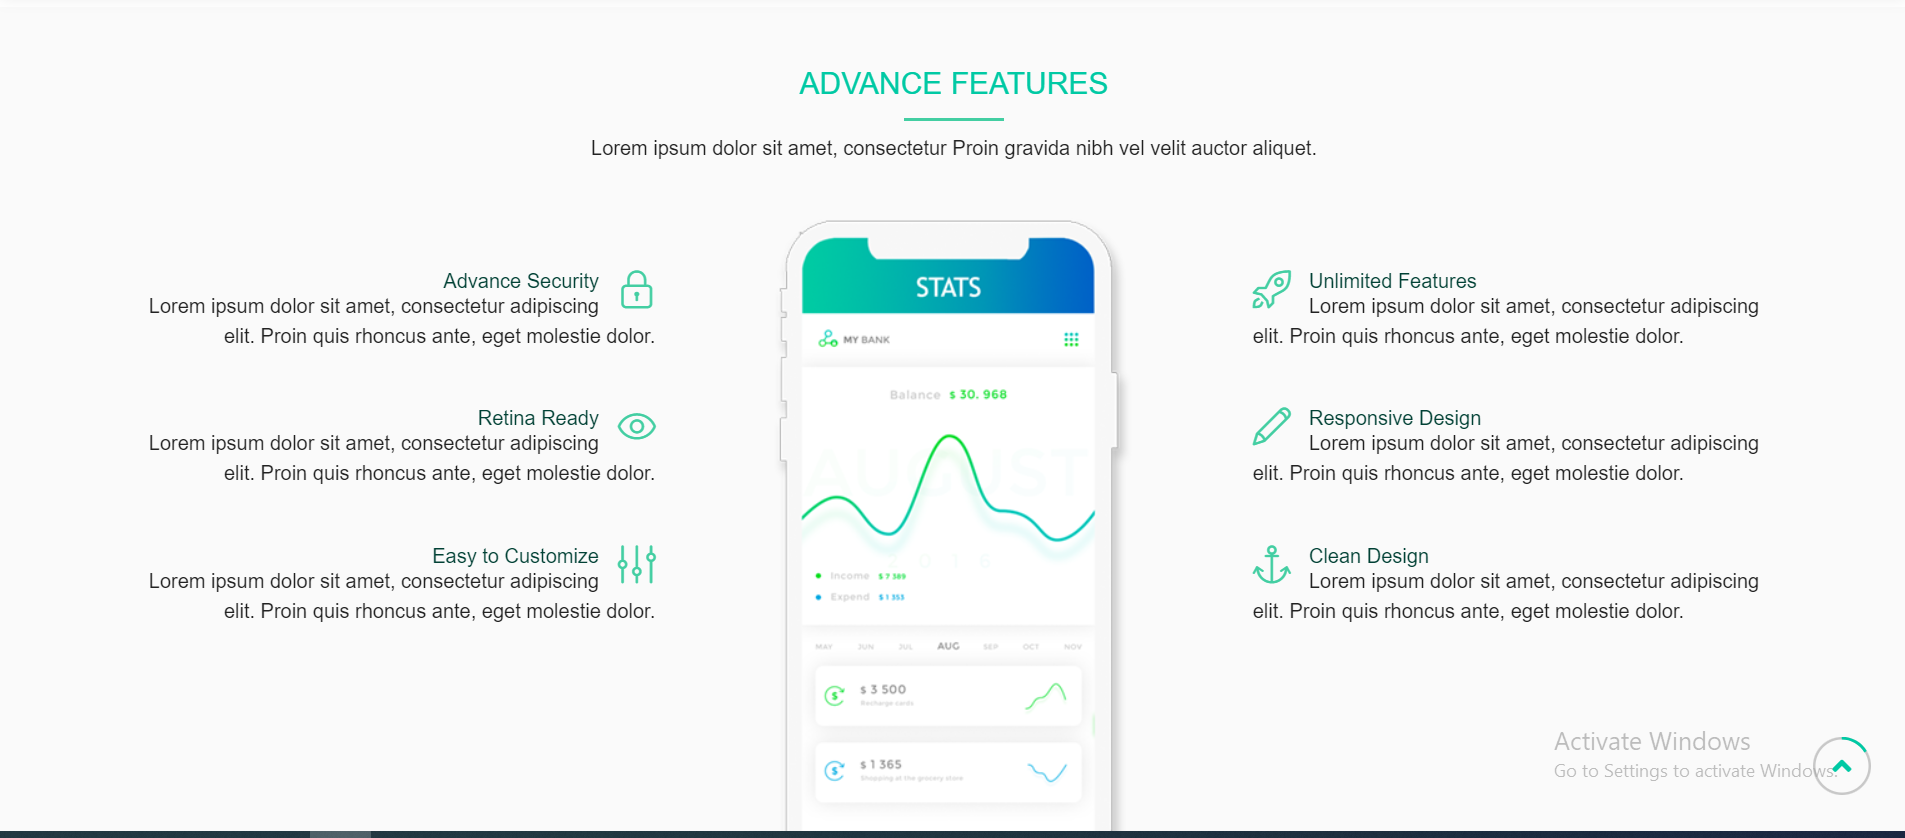 ADVANCE FEATURES
Lorem ipsum dolor sit amet, consectetur Proin gravida nibh vel velit auctor aliquet.
Advance Security
Lorem ipsum dolor sit amet, consectetur adipiscing
elit. Proin quis rhoncus ante, eget molestie dolor.
Retina Ready
Lorem ipsum dolor sit amet, consectetur adipiscing
elit. Proin quis rhoncus ante, eget molestie dolor.
Easy to Customize
Lorem ipsum dolor sit amet, consectetur adipiscing
elit. Proin quis rhoncus ante, eget molestie dolor.
STATS
MY BANK
Balance $ 30. 968
AUGUST
Income $ 7 389
Expend $ 1 353
MAY JUN JUL AUG SEP OCT NOV
$ 3 500
Recharge cards
$ 1 365
Shopping at the grocery store
Unlimited Features
Lorem ipsum dolor sit amet, consectetur adipiscing
elit. Proin quis rhoncus ante, eget molestie dolor.
Responsive Design
Lorem ipsum dolor sit amet, consectetur adipiscing
elit. Proin quis rhoncus ante, eget molestie dolor.
Clean Design
Lorem ipsum dolor sit amet, consectetur adipiscing
elit. Proin quis rhoncus ante, eget molestie dolor.
Activate Windows
Go to Settings to activate Windows.